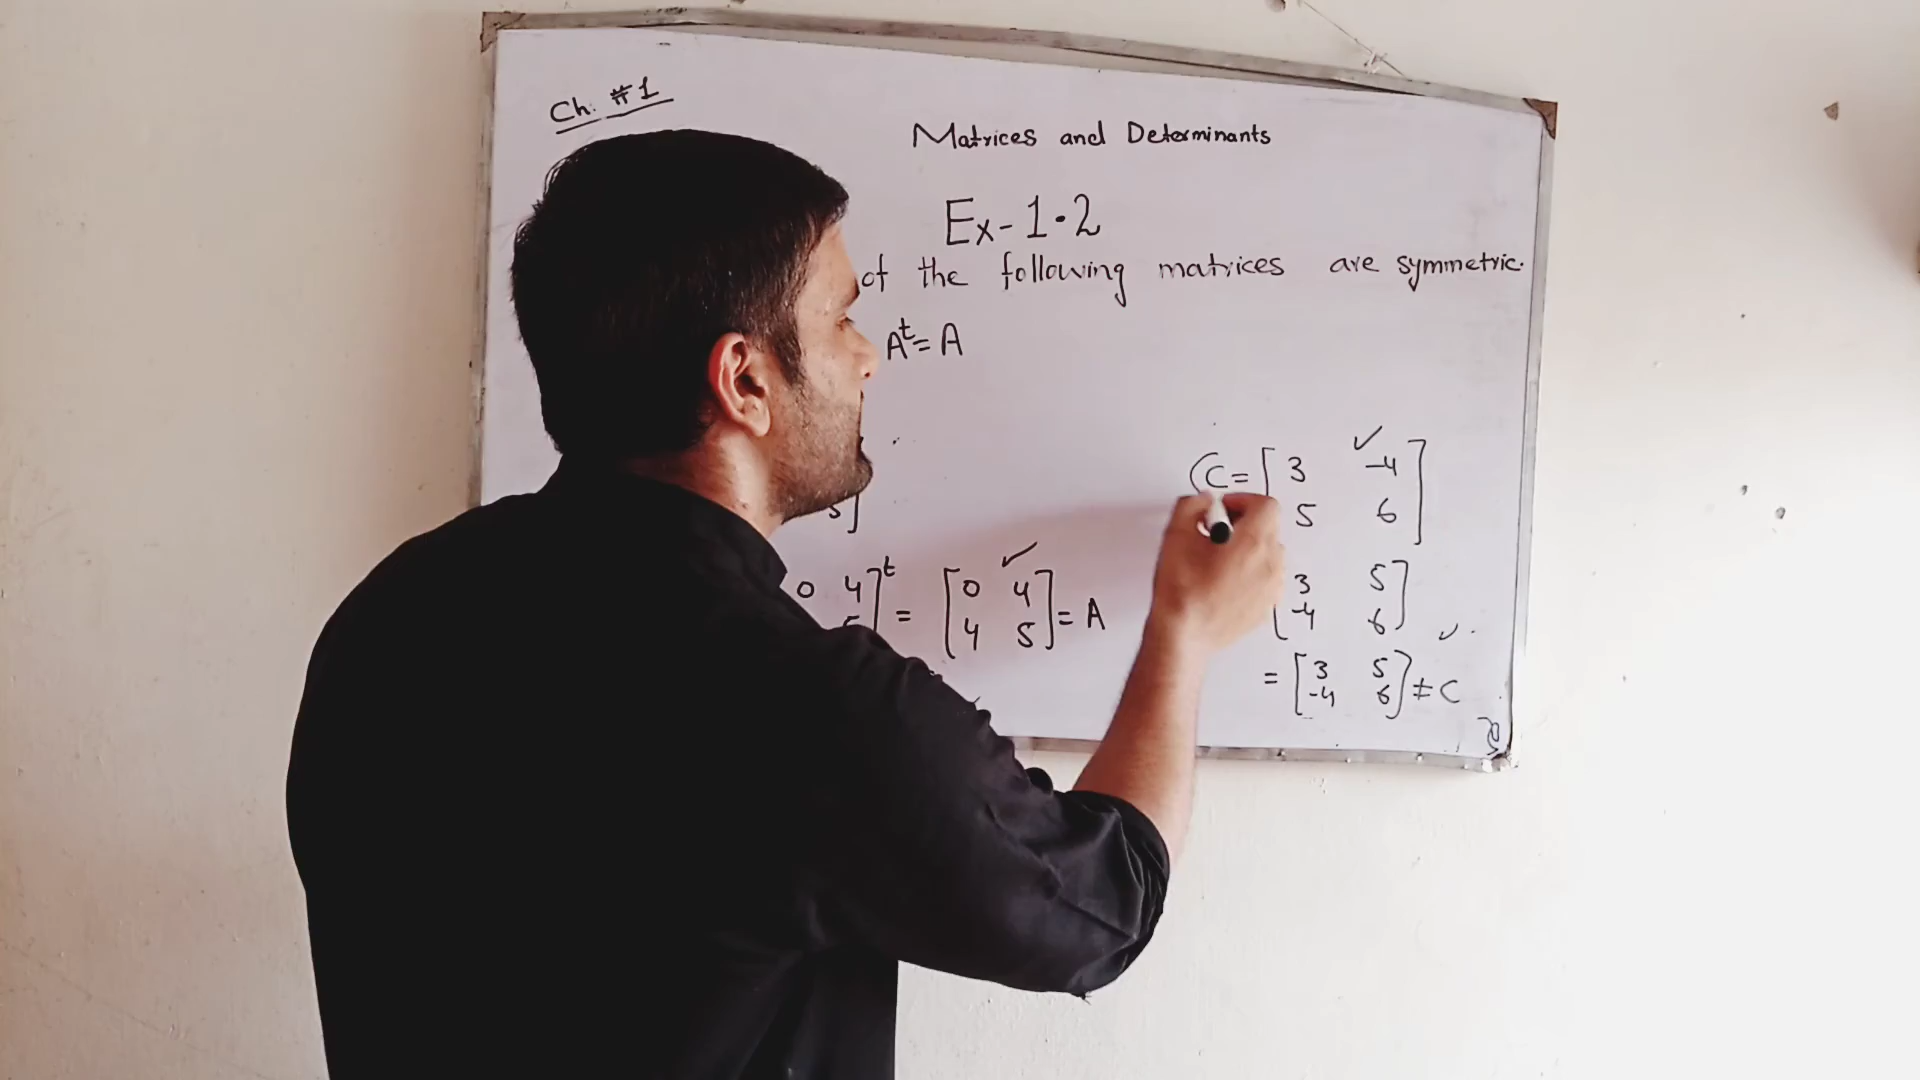 Ch. #1
Matrices and Determinants
Ex-1.2
of the following matrices are symmetric.
A^t = A
C = [3 -4
5 6]
5]
0 4]^t = [0 4
4 5] = A
3 5]
[-4 6]
= [3 5
-4 6] ≠ C